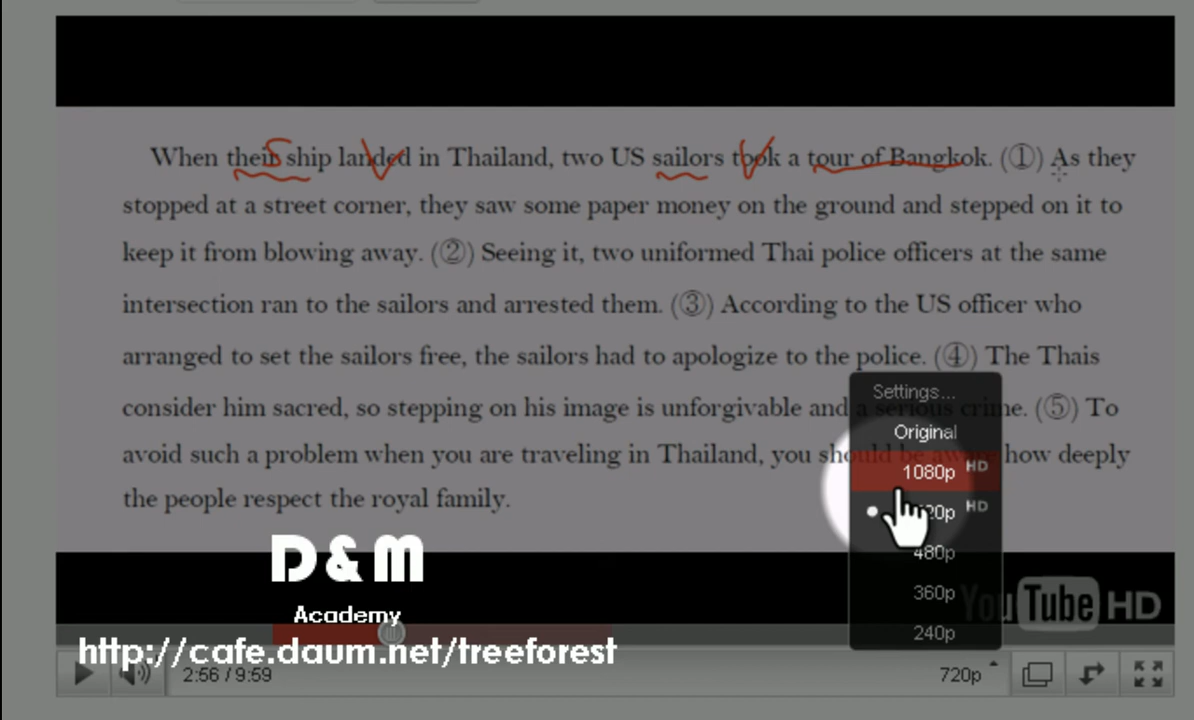 When their ship landed in Thailand, two US sailors took a tour of Bangkok. (①) As they
stopped at a street corner, they saw some paper money on the ground and stepped on it to
keep it from blowing away. (②) Seeing it, two uniformed Thai police officers at the same
intersection ran to the sailors and arrested them. (③) According to the US officer who
arranged to set the sailors free, the sailors had to apologize to the police. (④) The Thais
consider him sacred, so stepping on his image is unforgivable and a serious crime. (⑤) To
avoid such a problem when you are traveling in Thailand, you should be aware how deeply
the people respect the royal family.
S V V
Settings...
Original
1080p HD
720p HD
480p
360p
240p
D&M
Academy
http://cafe.daum.net/treeforest
YouTube HD
2:56 / 9:59
720p